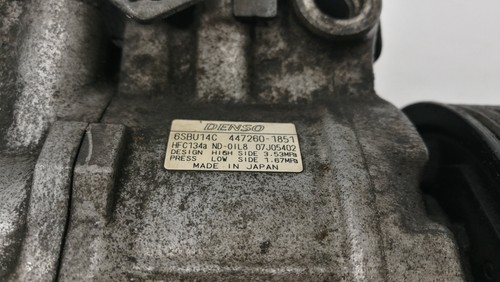 DENSO
6SBU14C 447260-1851
HFC134a ND-OIL8 07J05402
DESIGN HIGH SIDE 3.53MPa
PRESS LOW SIDE 1.67MPa
MADE IN JAPAN